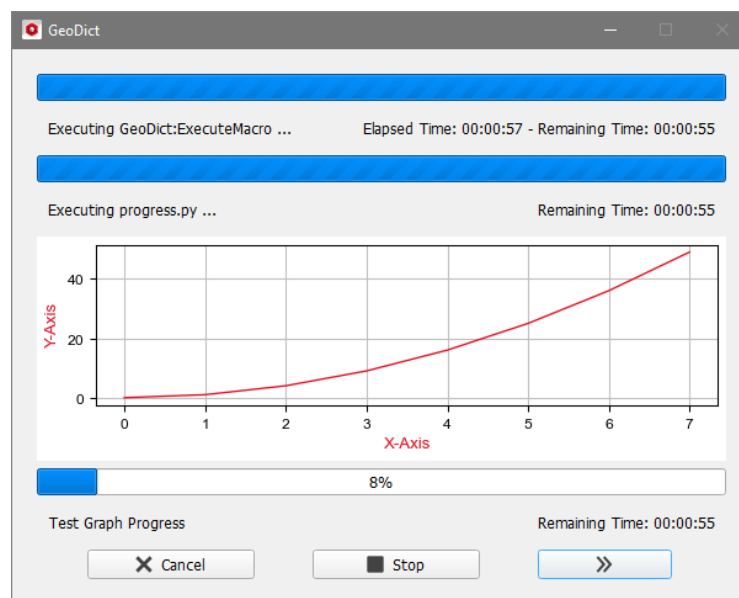 GeoDict
Executing GeoDict:ExecuteMacro ... Elapsed Time: 00:00:57 - Remaining Time: 00:00:55
Executing progress.py ... Remaining Time: 00:00:55
40
20
0
Y-Axis
0 1 2 3 4 5 6 7
X-Axis
8%
Test Graph Progress Remaining Time: 00:00:55
Cancel Stop